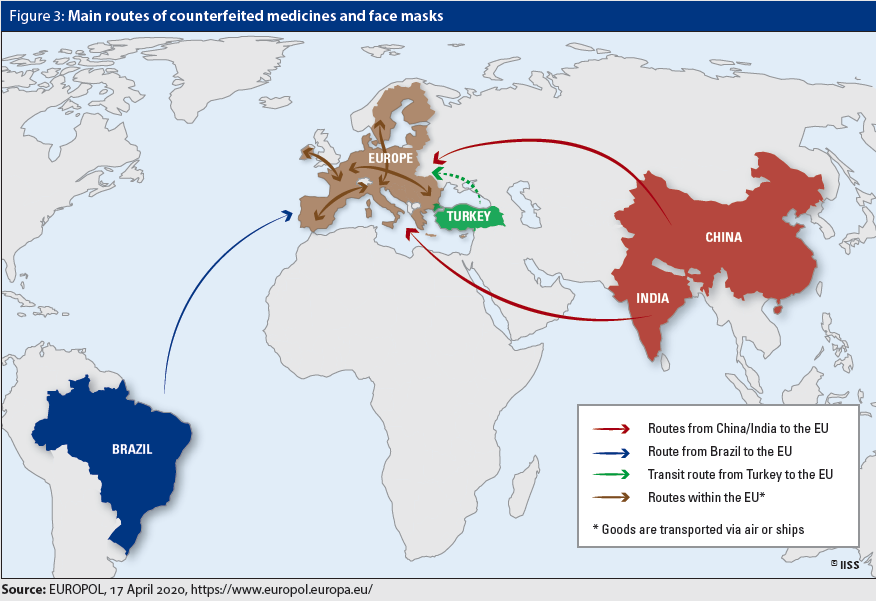 Figure 3: Main routes of counterfeited medicines and face masks
EUROPE
TURKEY
CHINA
INDIA
BRAZIL
Routes from China/India to the EU
Route from Brazil to the EU
Transit route from Turkey to the EU
Routes within the EU*
* Goods are transported via air or ships
© IISS
Source: EUROPOL, 17 April 2020, https://www.europol.europa.eu/